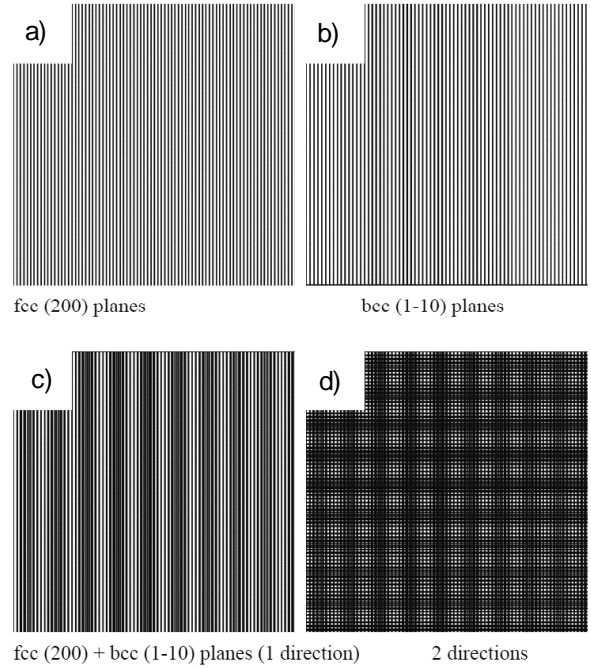 a)
b)
fcc (200) planes
bcc (1-10) planes
c)
d)
fcc (200) + bcc (1-10) planes (1 direction)
2 directions